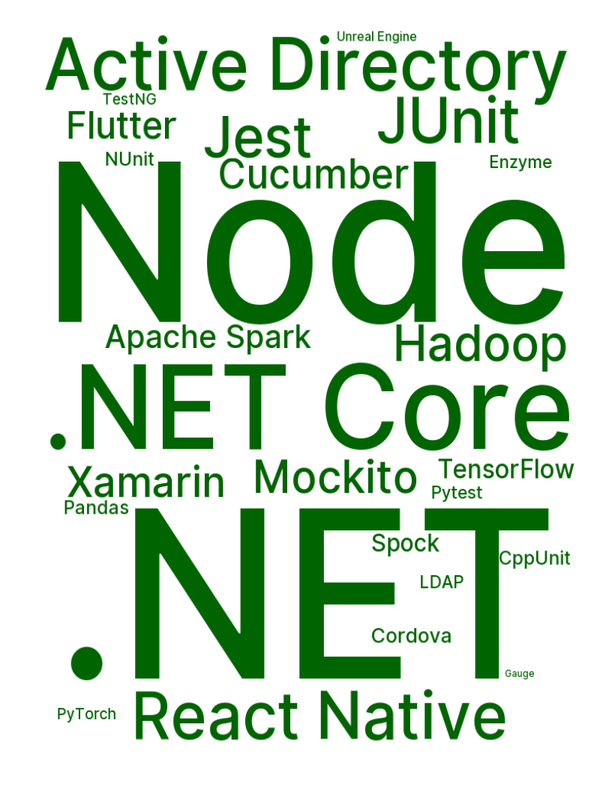 Unreal Engine
Active Directory
TestNG
Flutter
JUnit
Jest
NUnit
Cucumber
Enzyme
Node
Apache Spark
Hadoop
.NET Core
Xamarin
Mockito
TensorFlow
Pytest
Pandas
.NET
Spock
CppUnit
LDAP
Cordova
Gauge
PyTorch
React Native